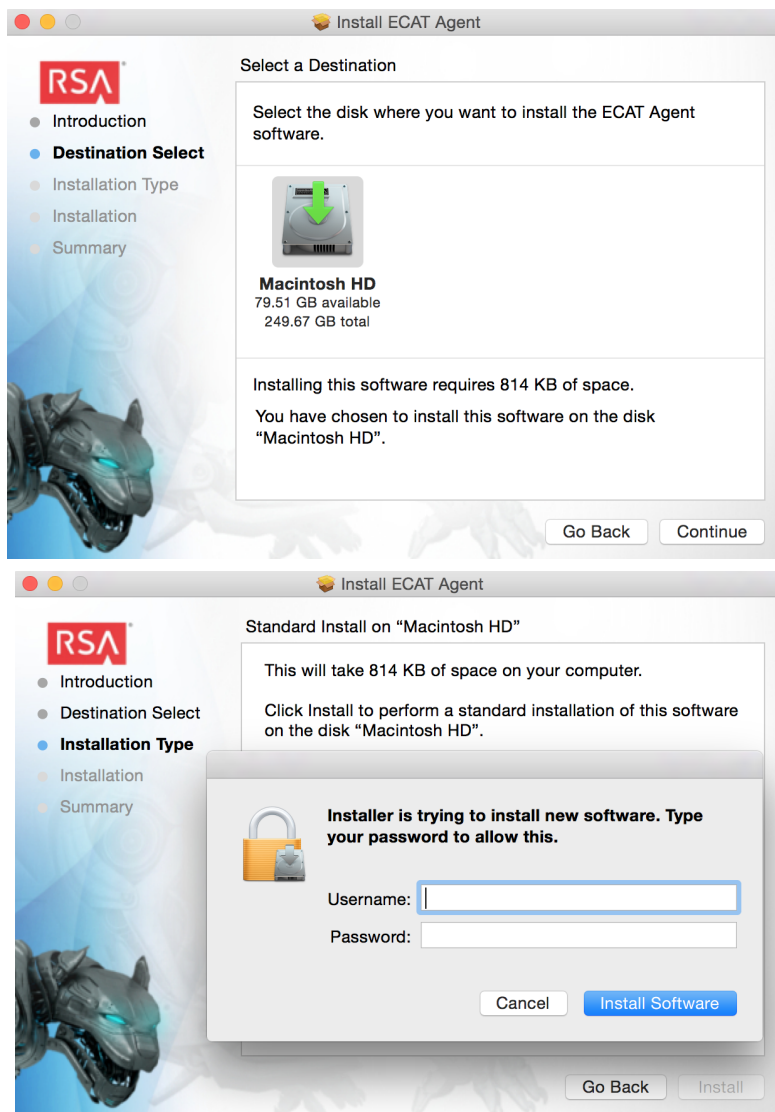 Install ECAT Agent
RSA
Select a Destination
Introduction
Destination Select
Installation Type
Installation
Summary
Select the disk where you want to install the ECAT Agent
software.
Macintosh HD
79.51 GB available
249.67 GB total
Installing this software requires 814 KB of space.
You have chosen to install this software on the disk
“Macintosh HD”.
Go Back
Continue
Install ECAT Agent
RSA
Standard Install on “Macintosh HD”
Introduction
Destination Select
Installation Type
Installation
Summary
This will take 814 KB of space on your computer.
Click Install to perform a standard installation of this software
on the disk “Macintosh HD”.
Installer is trying to install new software. Type
your password to allow this.
Username:
Password:
Cancel
Install Software
Go Back
Install